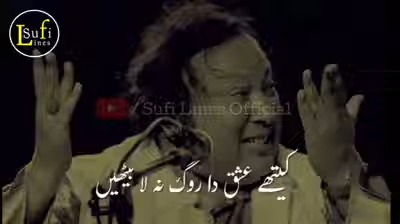 Sufi
Lines
/Sufi Lines Official
کیتھے عشق دا روگ نہ لا بیٹھیں